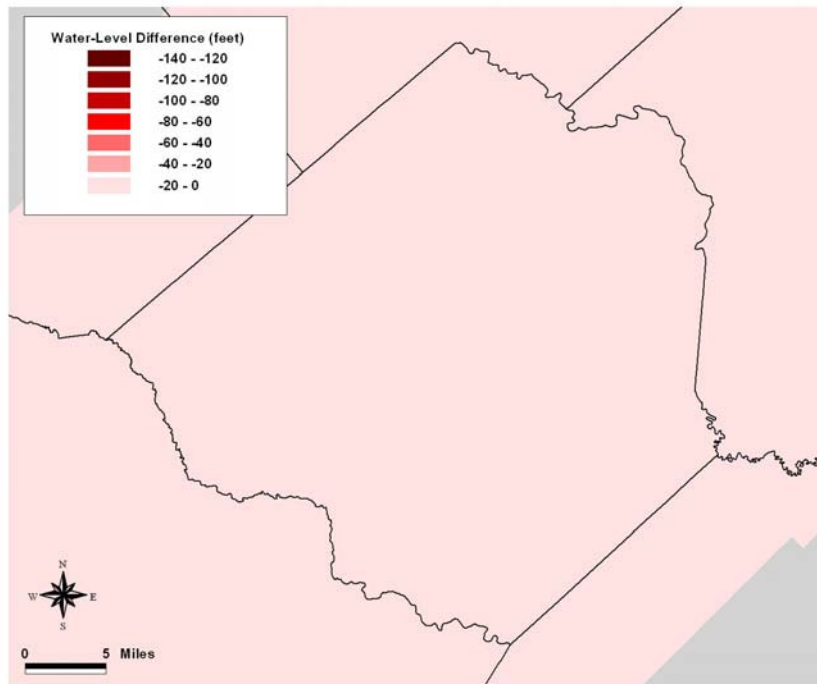 Water-Level Difference (feet)
-140 - -120
-120 - -100
-100 - -80
-80 - -60
-60 - -40
-40 - -20
-20 - 0
N
W E
S
0 5 Miles